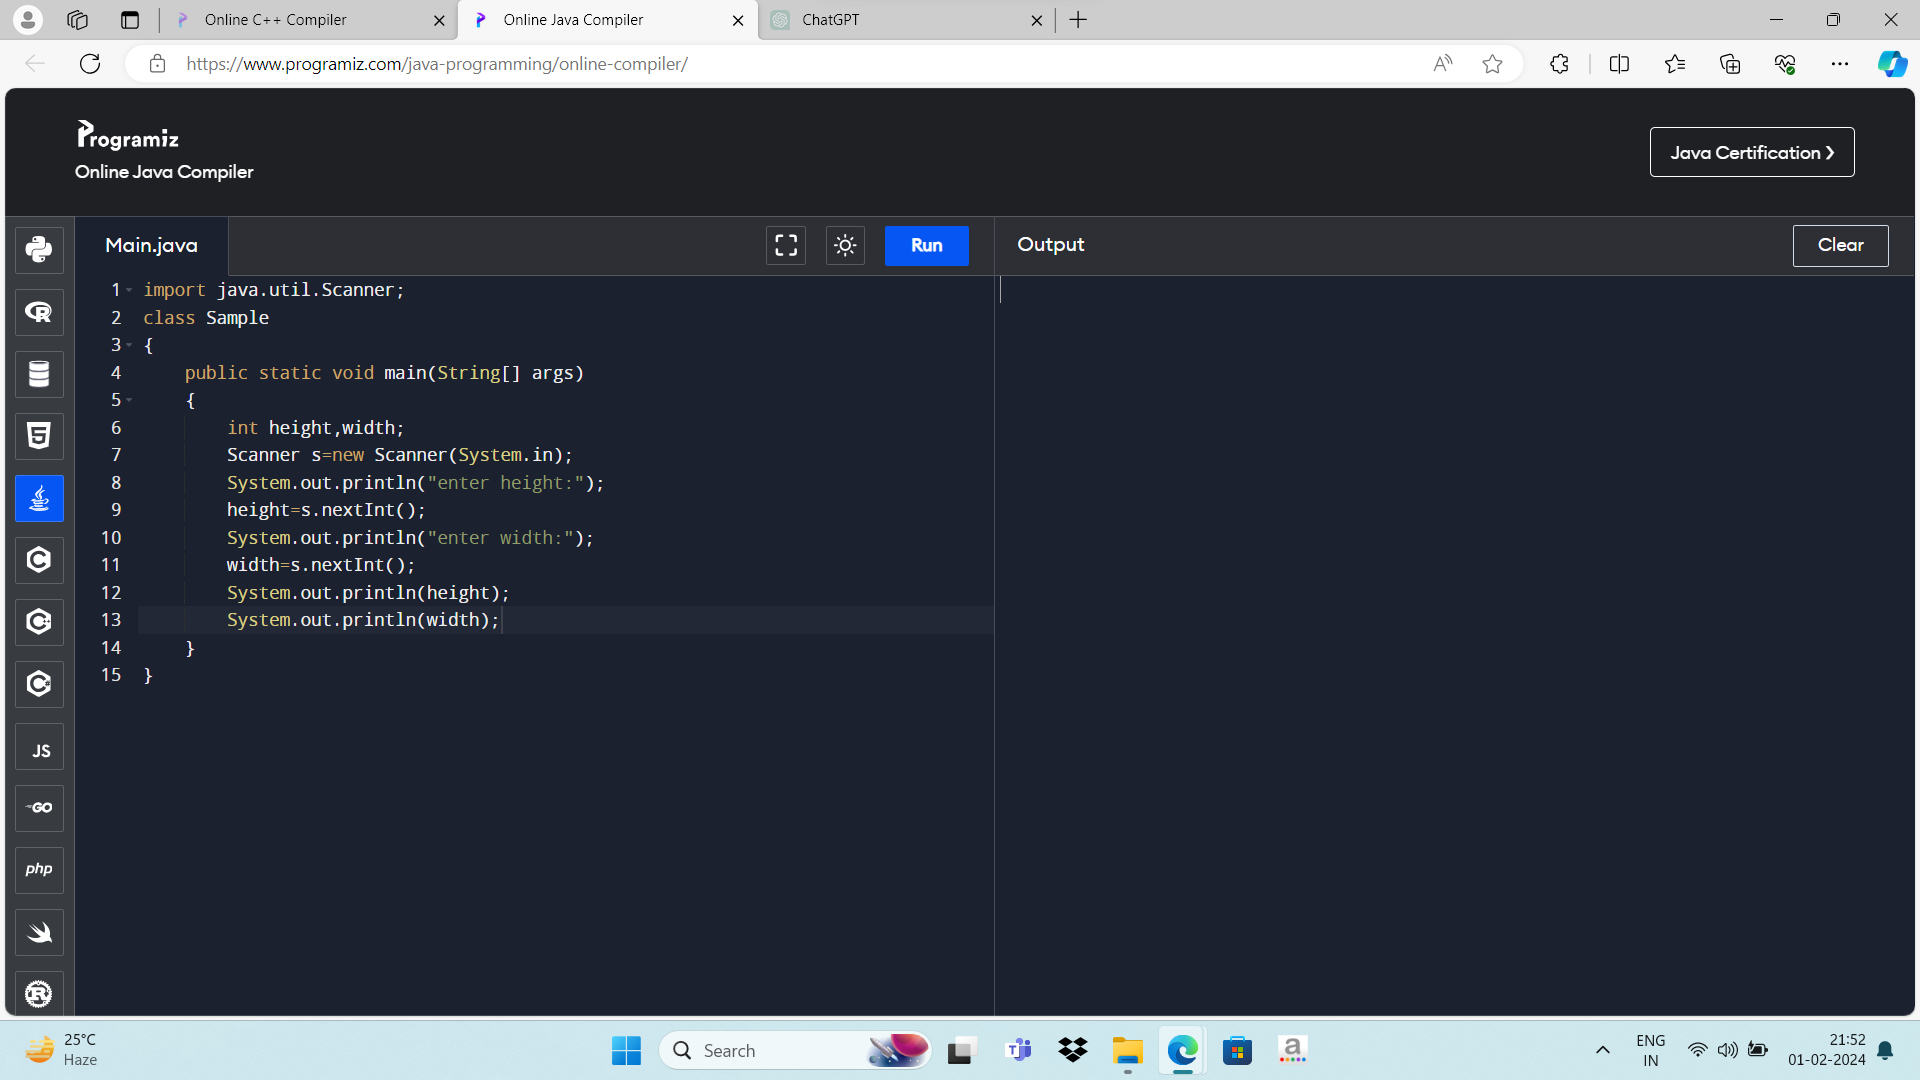 Online C++ Compiler
Online Java Compiler
ChatGPT
https://www.programiz.com/java-programming/online-compiler/
Programiz
Online Java Compiler
Java Certification ❯
Main.java
Run
Output
Clear
1 import java.util.Scanner;
2 class Sample
3 {
4 public static void main(String[] args)
5 {
6 int height,width;
7 Scanner s=new Scanner(System.in);
8 System.out.println("enter height:");
9 height=s.nextInt();
10 System.out.println("enter width:");
11 width=s.nextInt();
12 System.out.println(height);
13 System.out.println(width);
14 }
15 }
JS
GO
php
25°C
Haze
Search
ENG
IN
21:52
01-02-2024